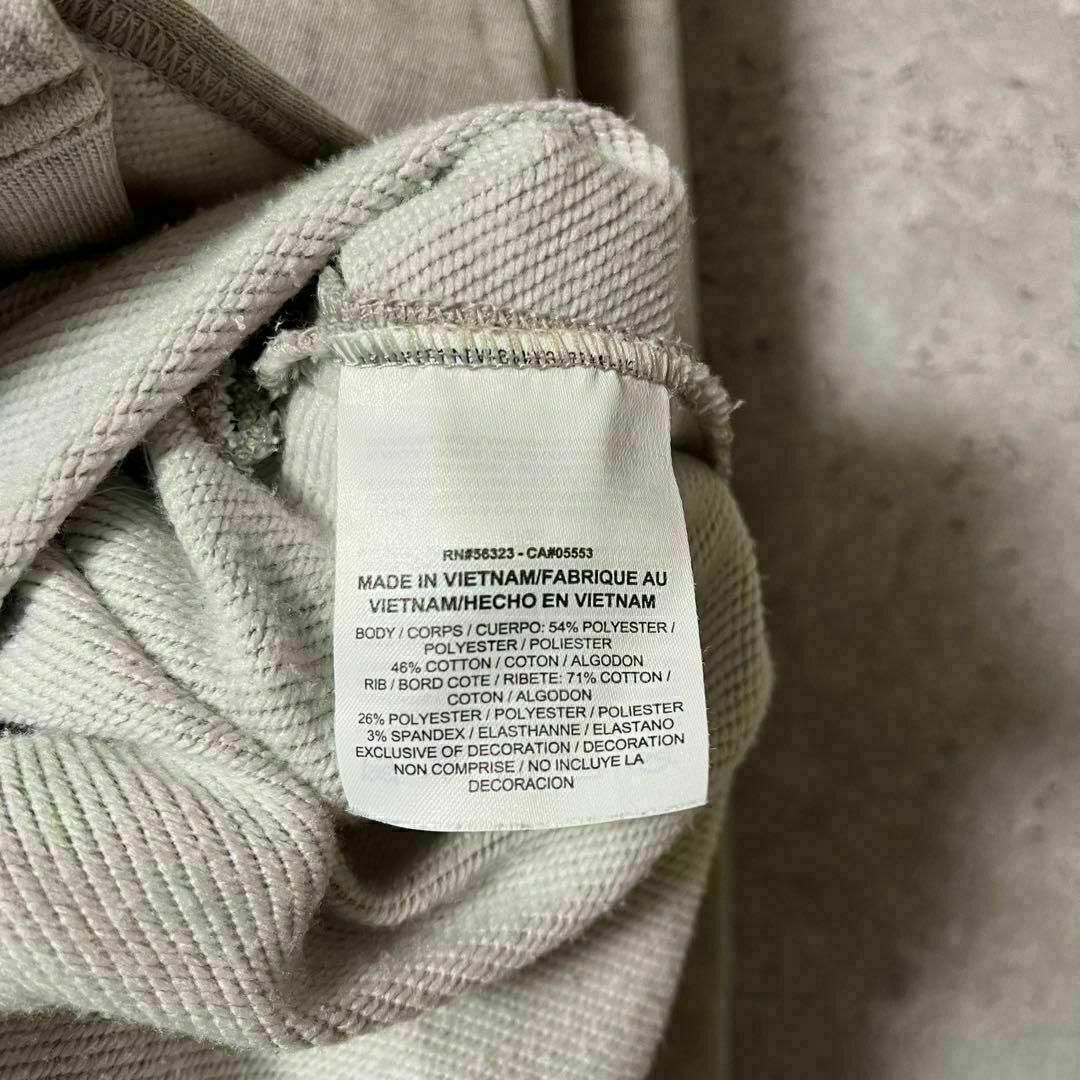 RN#56323 - CA#05553
MADE IN VIETNAM/FABRIQUE AU
VIETNAM/HECHO EN VIETNAM
BODY / CORPS / CUERPO: 54% POLYESTER /
POLYESTER / POLIESTER
46% COTTON / COTON / ALGODON
RIB / BORD COTE / RIBETE: 71% COTTON /
COTON / ALGODON
26% POLYESTER / POLYESTER / POLIESTER
3% SPANDEX / ELASTHANNE / ELASTANO
EXCLUSIVE OF DECORATION / DECORATION
NON COMPRISE / NO INCLUYE LA
DECORACION